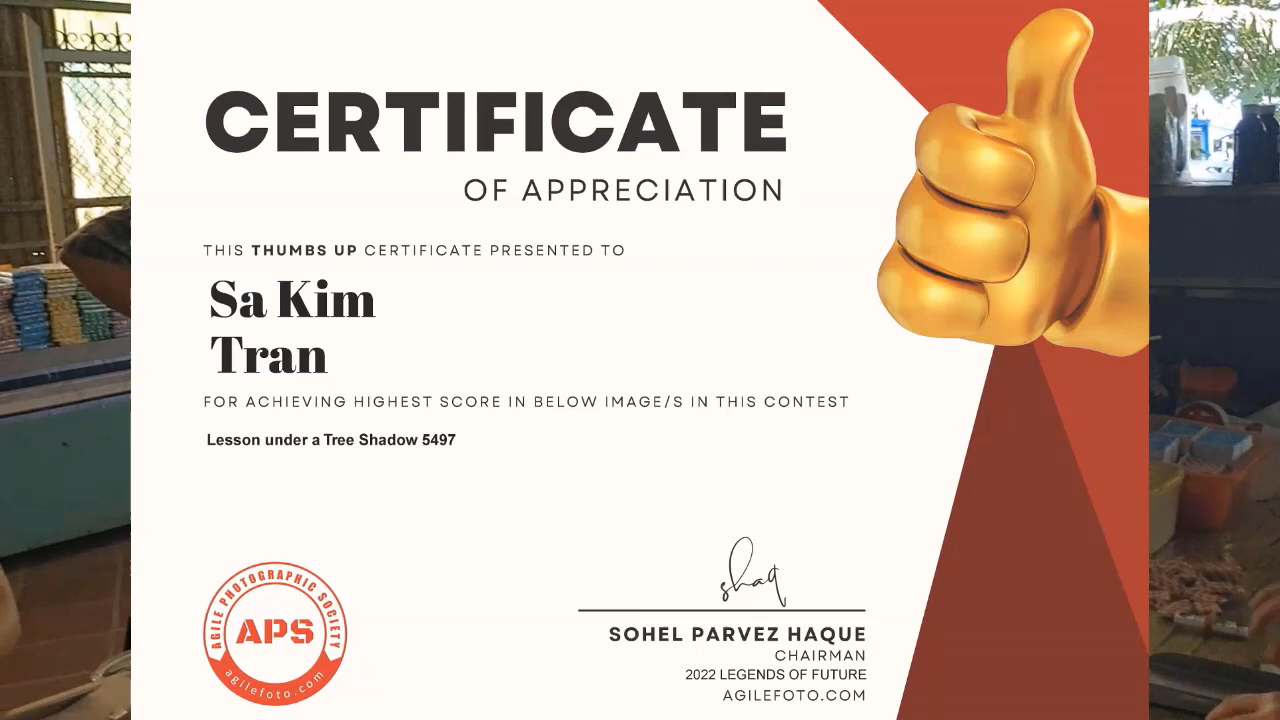 CERTIFICATE
OF APPRECIATION
THIS THUMBS UP CERTIFICATE PRESENTED TO
Sa Kim
Tran
FOR ACHIEVING HIGHEST SCORE IN BELOW IMAGE/S IN THIS CONTEST
Lesson under a Tree Shadow 5497
AGILE PHOTOGRAPHIC SOCIETY
APS
agilefoto.com
shaq
SOHEL PARVEZ HAQUE
CHAIRMAN
2022 LEGENDS OF FUTURE
AGILEFOTO.COM